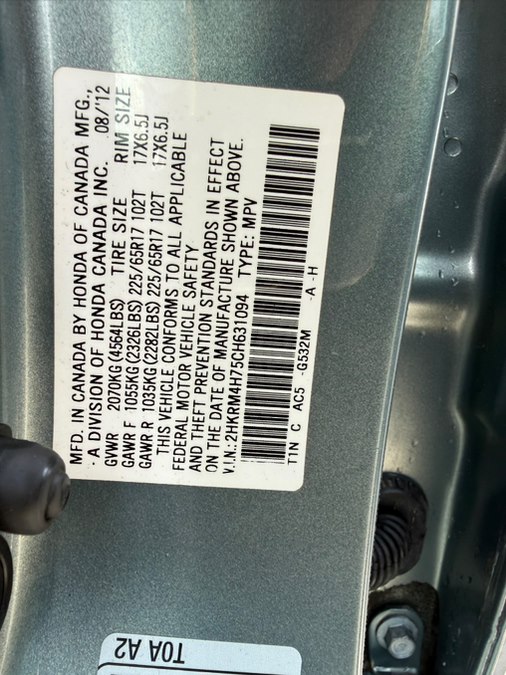 MFD. IN CANADA BY HONDA OF CANADA MFG.,
A DIVISION OF HONDA CANADA INC. 08/'12
GVWR 2070KG(4564LBS) TIRE SIZE RIM SIZE
GAWR F 1055KG(2326LBS) 225/65R17 102T 17X6.5J
GAWR R 1035KG(2282LBS) 225/65R17 102T 17X6.5J
THIS VEHICLE CONFORMS TO ALL APPLICABLE
FEDERAL MOTOR VEHICLE SAFETY
AND THEFT PREVENTION STANDARDS IN EFFECT
ON THE DATE OF MANUFACTURE SHOWN ABOVE.
V.I.N.:2HKRM4H75CH631094 TYPE: MPV
T1N C AC5 -G532M -A -H
TOA A2